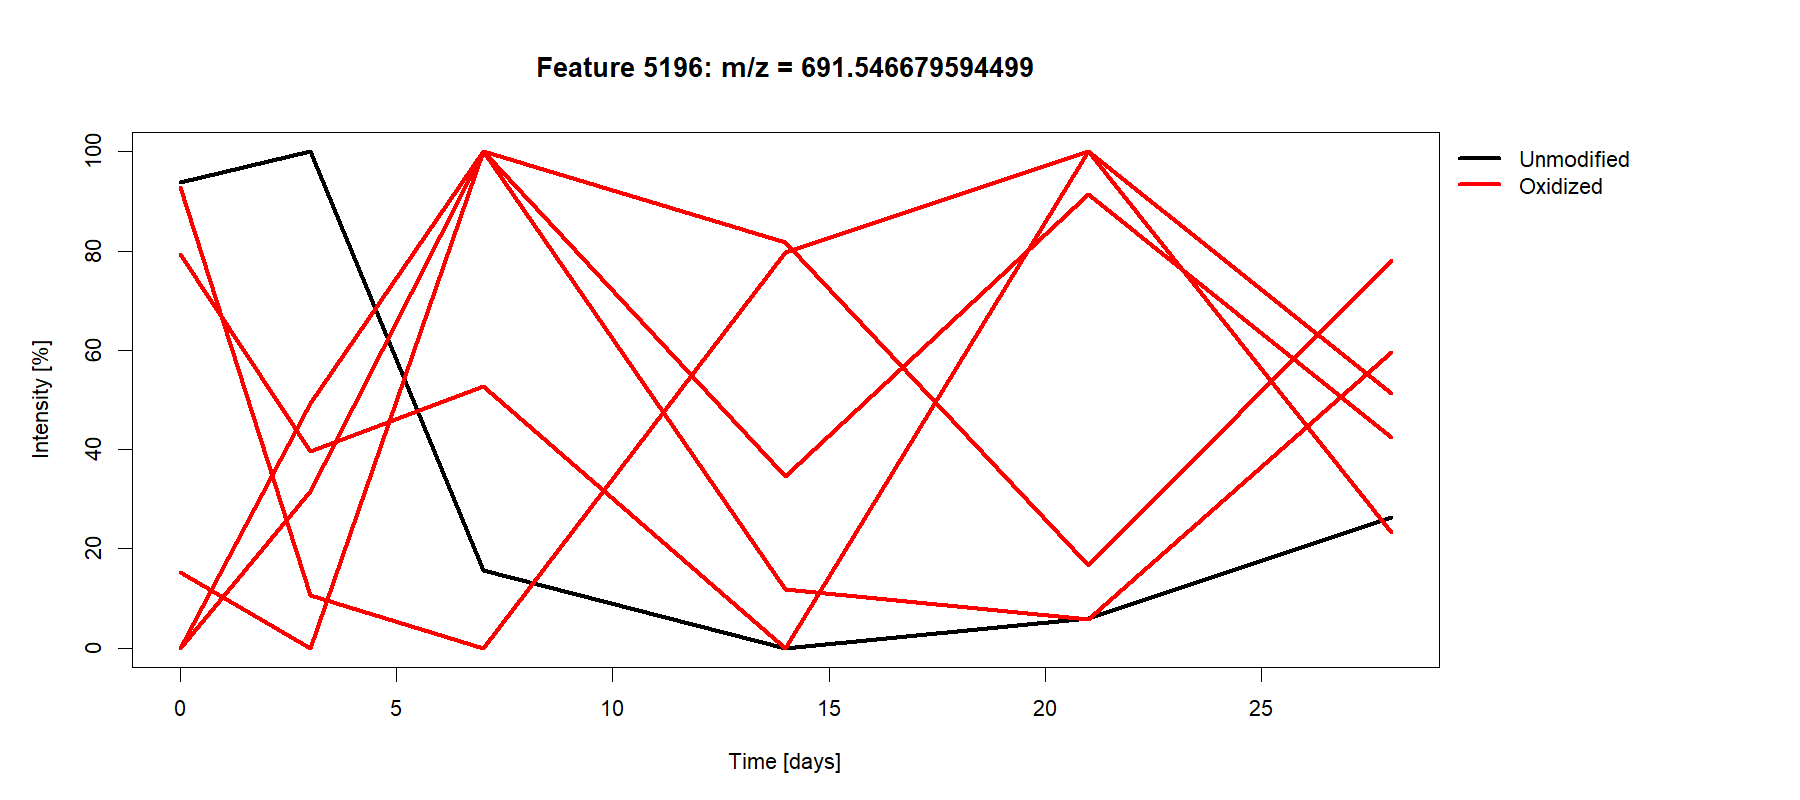 Feature 5196: m/z = 691.546679594499
Unmodified
Oxidized
Intensity [%]
100
80
60
40
20
0
0 5 10 15 20 25
Time [days]